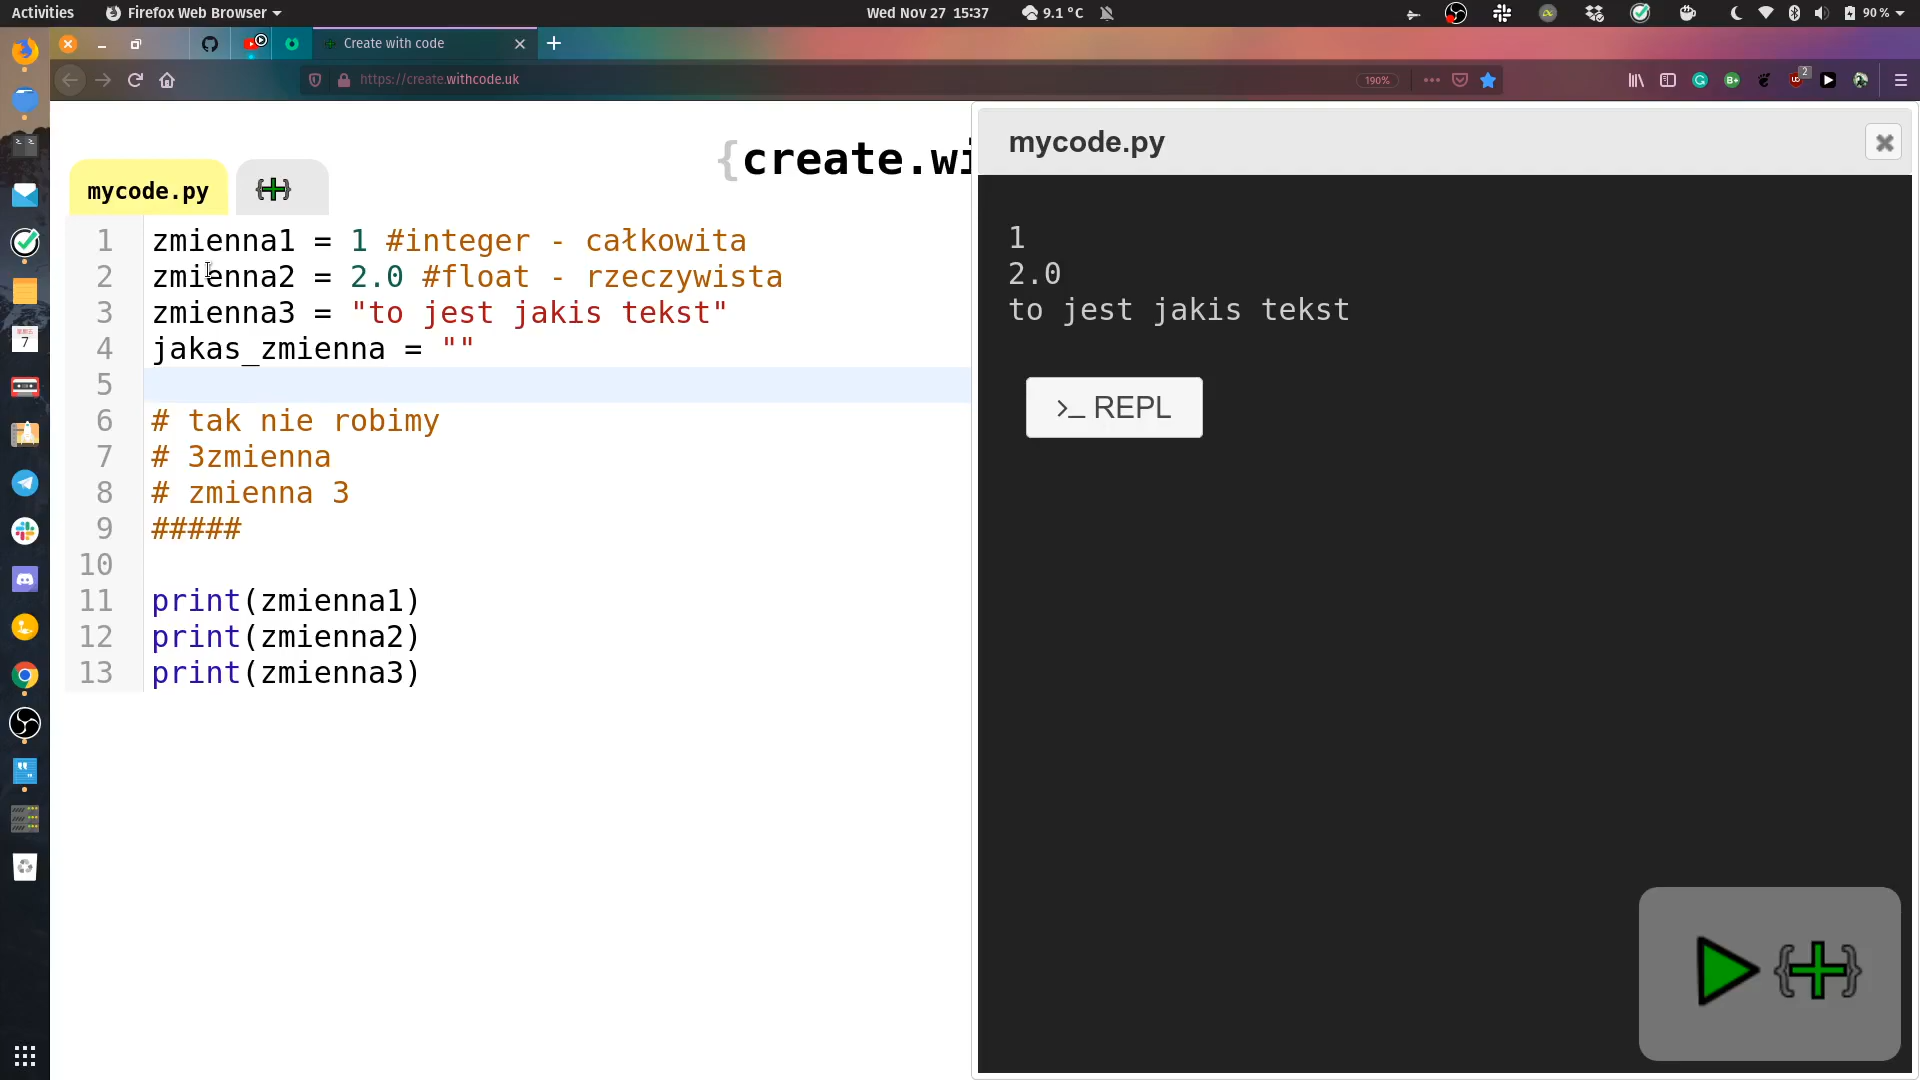 Activities Firefox Web Browser Wed Nov 27 15:37 9.1 °C 90 %
Create with code
https://create.withcode.uk 190% 2
{create.wi
mycode.py {+}
1 zmienna1 = 1 #integer - całkowita
2 zmienna2 = 2.0 #float - rzeczywista
3 zmienna3 = "to jest jakis tekst"
4 jakas_zmienna = ""
5
6 # tak nie robimy
7 # 3zmienna
8 # zmienna 3
9 #####
10
11 print(zmienna1)
12 print(zmienna2)
13 print(zmienna3)
mycode.py
1
2.0
to jest jakis tekst
>_ REPL
{+}
7